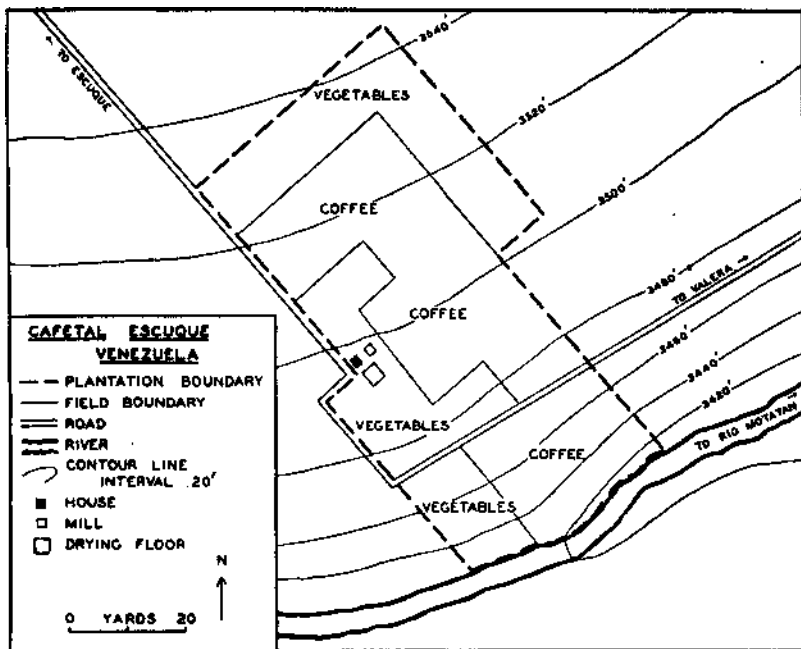 ← TO ESCUQUE
3540'
VEGETABLES
3520'
COFFEE
3500'
COFFEE
3480'
TO VALERA →
3460'
3440'
3420'
TO RIO MOTATAN →
VEGETABLES
COFFEE
VEGETABLES
CAFETAL ESCUQUE
VENEZUELA
PLANTATION BOUNDARY
FIELD BOUNDARY
ROAD
RIVER
CONTOUR LINE
INTERVAL 20'
HOUSE
MILL
DRYING FLOOR
N
0 YARDS 20